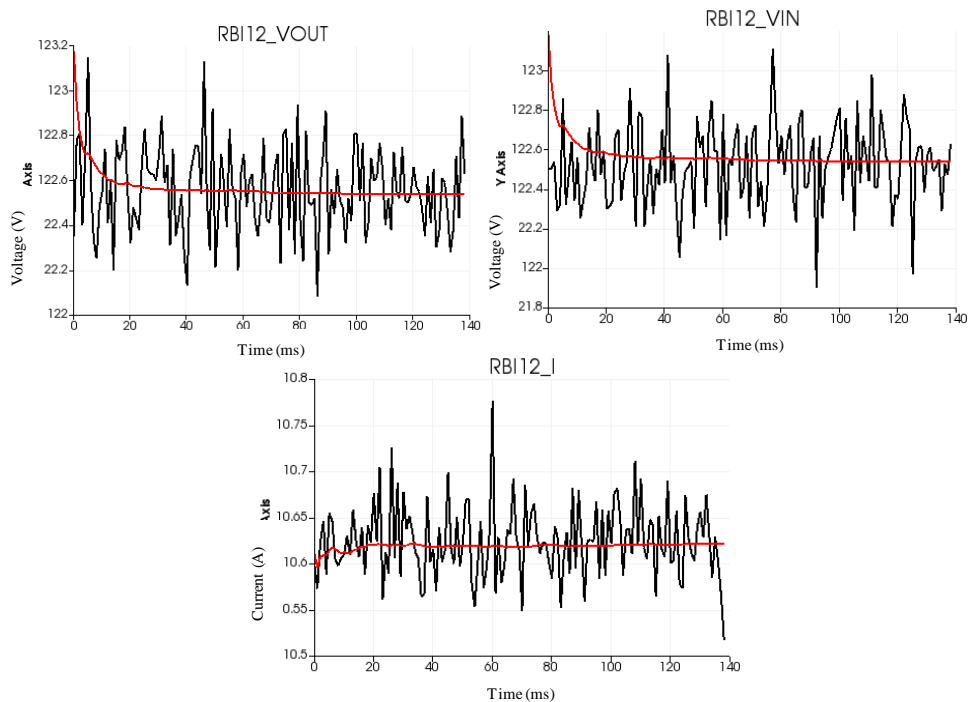 RBI12_VOUT
123.2
123
122.8
122.6
122.4
122.2
122
Axis
Voltage (V)
0 20 40 60 80 100 120 140
Time (ms)
RBI12_VIN
123
122.8
122.6
122.4
122.2
122
21.8
Y Axis
Voltage (V)
0 20 40 60 80 100 120 140
Time (ms)
RBI12_I
10.8
10.75
10.7
10.65
10.6
10.55
10.5
Axis
Current (A)
0 20 40 60 80 100 120 140
Time (ms)